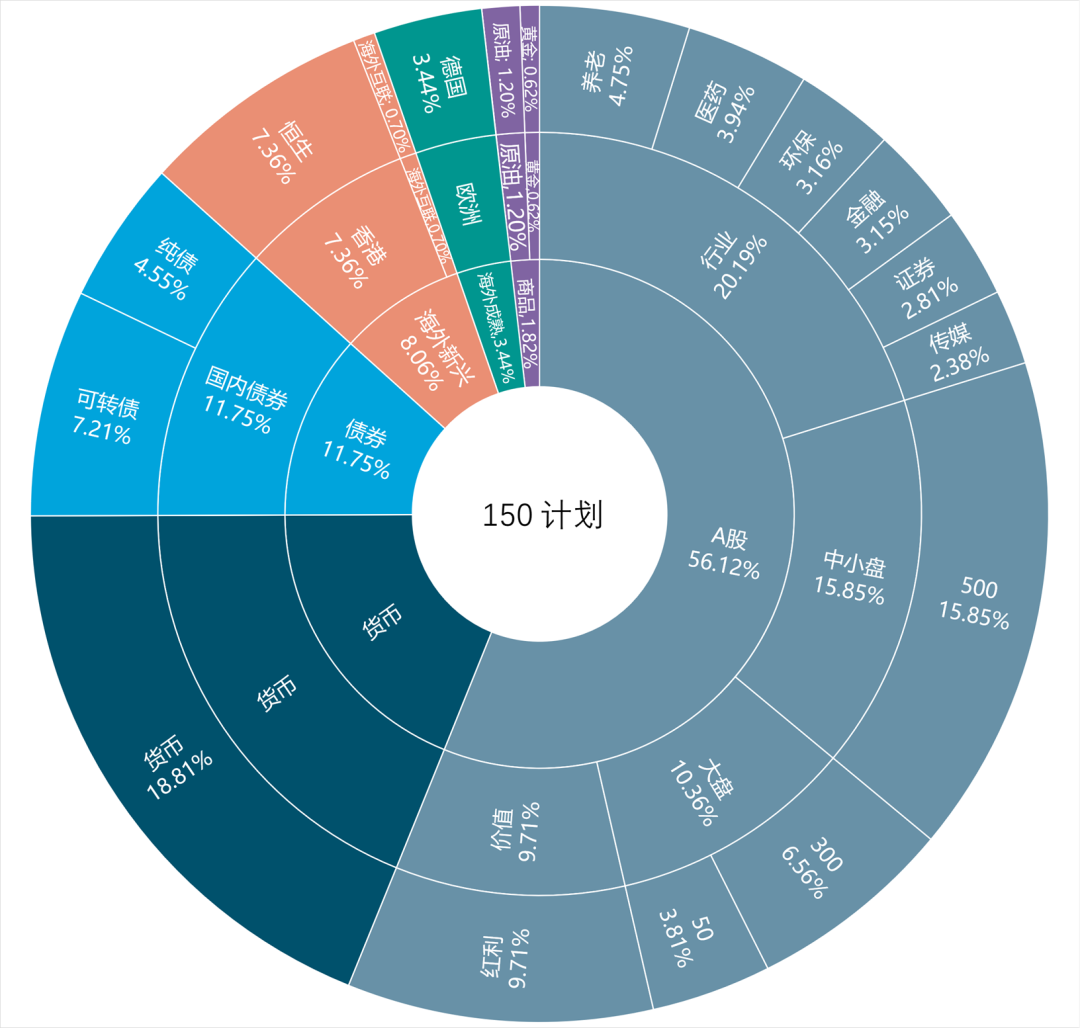 150 计划
A股
56.12%
行业
20.19%
养老
4.75%
医药
3.94%
环保
3.16%
金融
3.15%
证券
2.81%
传媒
2.38%
中小盘
15.85%
500
15.85%
大盘
10.36%
300
6.56%
50
3.81%
价值
9.71%
红利
9.71%
货币
货币
货币
18.81%
债券
11.75%
国内债券
11.75%
可转债
7.21%
纯债
4.55%
海外新兴
8.06%
香港
7.36%
恒生
7.36%
海外互联,0.70%
海外互联; 0.70%
海外成熟,3.44%
欧洲
德国
3.44%
商品,1.82%
原油,1.20%
原油; 1.20%
黄金,0.62%
黄金; 0.62%